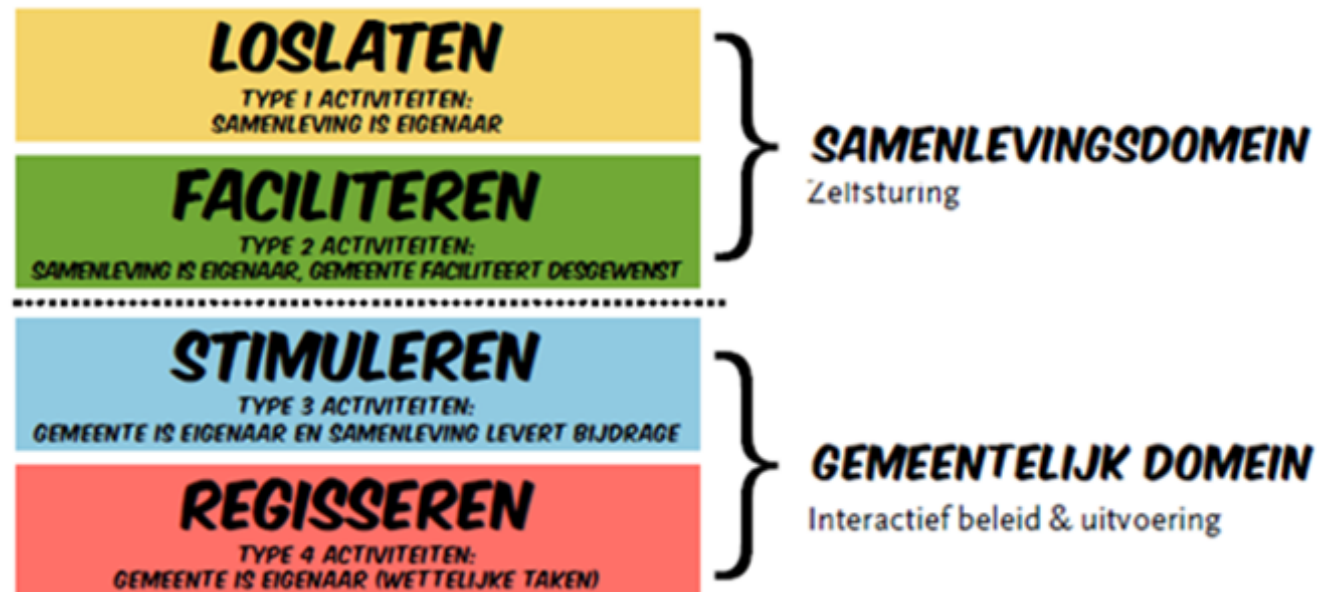 LOSLATEN
TYPE 1 ACTIVITEITEN:
SAMENLEVING IS EIGENAAR
FACILITEREN
TYPE 2 ACTIVITEITEN:
SAMENLEVING IS EIGENAAR, GEMEENTE FACILITEERT DESGEWENST
SAMENLEVINGSDOMEIN
Zelfsturing
STIMULEREN
TYPE 3 ACTIVITEITEN:
GEMEENTE IS EIGENAAR EN SAMENLEVING LEVERT BIJDRAGE
REGISSEREN
TYPE 4 ACTIVITEITEN:
GEMEENTE IS EIGENAAR (WETTELIJKE TAKEN)
GEMEENTELIJK DOMEIN
Interactief beleid & uitvoering